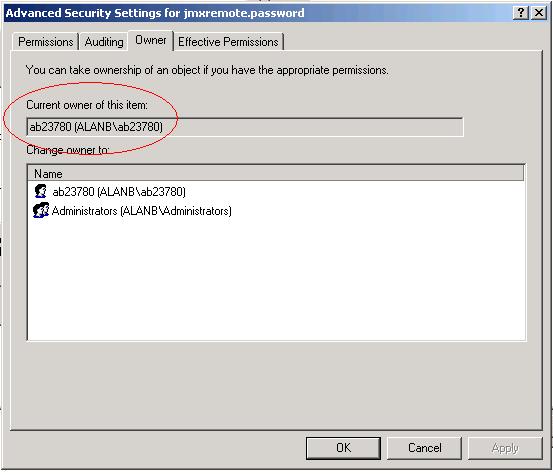 Advanced Security Settings for jmxremote.password
Permissions Auditing Owner Effective Permissions
You can take ownership of an object if you have the appropriate permissions.
Current owner of this item:
ab23780 (ALANB\ab23780)
Change owner to:
Name
ab23780 (ALANB\ab23780)
Administrators (ALANB\Administrators)
OK Cancel Apply